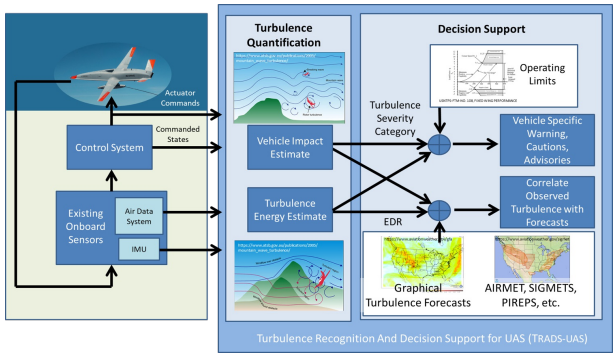 Turbulence
Quantification
Decision Support
Actuator
Commands
Commanded
States
Control System
Existing
Onboard
Sensors
Air Data
System
IMU
Vehicle Impact
Estimate
Turbulence
Energy Estimate
Turbulence
Severity
Category
EDR
Operating
Limits
Vehicle Specific
Warning,
Cautions,
Advisories
Correlate
Observed
Turbulence with
Forecasts
Graphical
Turbulence Forecasts
AIRMET, SIGMETS,
PIREPS, etc.
Turbulence Recognition And Decision Support for UAS (TRADS-UAS)